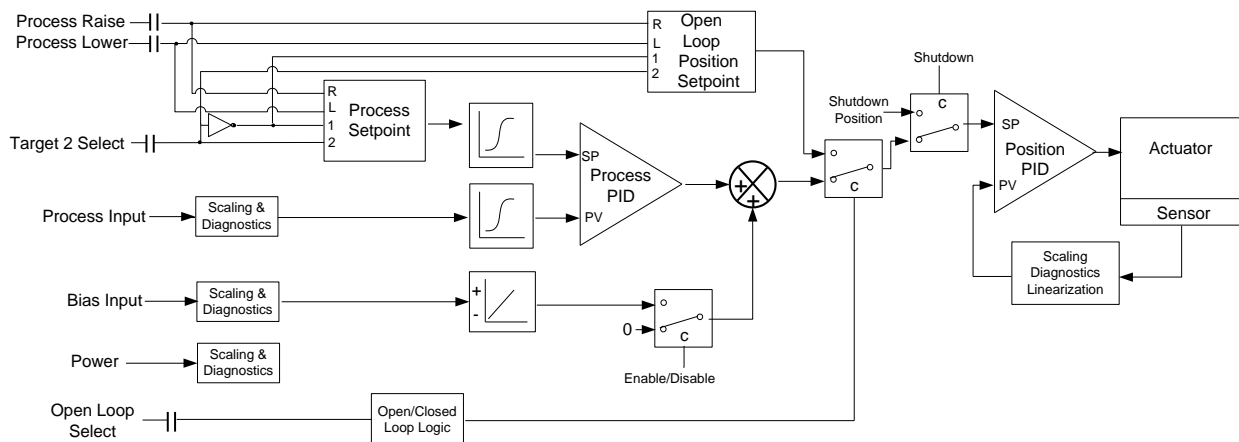 Process Raise
Process Lower
R
L
1
2
Open
Loop
Position
Setpoint
R
L
1
2
Process
Setpoint
Target 2 Select
Shutdown
Shutdown
Position
C
SP
PV
Position
PID
Actuator
Sensor
Scaling
Diagnostics
Linearization
SP
PV
Process
PID
+
+
C
Process Input
Scaling &
Diagnostics
Bias Input
Scaling &
Diagnostics
+
-
0
C
Enable/Disable
Power
Scaling &
Diagnostics
Open Loop
Select
Open/Closed
Loop Logic